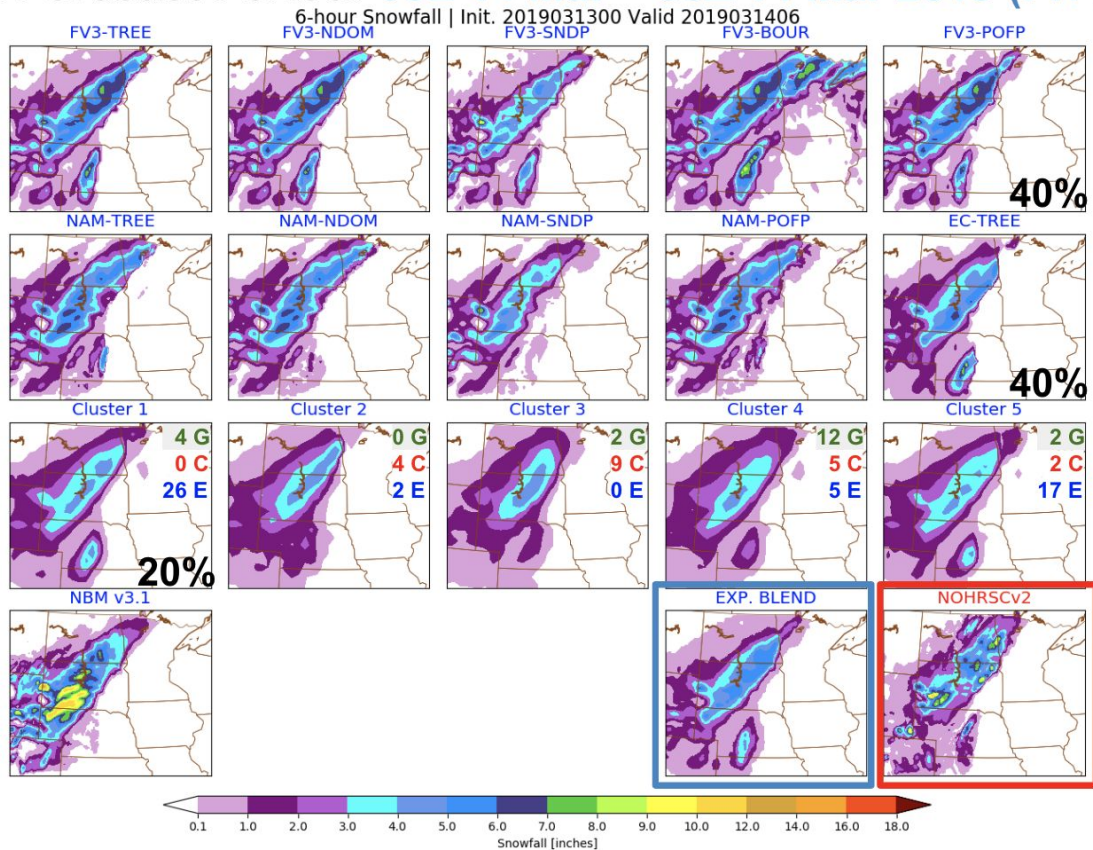 6-hour Snowfall | Init. 2019031300 Valid 2019031406
FV3-TREE FV3-NDOM FV3-SNDP FV3-BOUR FV3-POFP
40%
NAM-TREE NAM-NDOM NAM-SNDP NAM-POFP EC-TREE
40%
Cluster 1 Cluster 2 Cluster 3 Cluster 4 Cluster 5
4 G 0 G 2 G 12 G 2 G
0 C 4 C 9 C 5 C 2 C
26 E 2 E 0 E 5 E 17 E
20%
NBM v3.1 EXP. BLEND NOHRSCv2
0.1 1.0 2.0 3.0 4.0 5.0 6.0 7.0 8.0 9.0 10.0 12.0 14.0 16.0 18.0
Snowfall [inches]